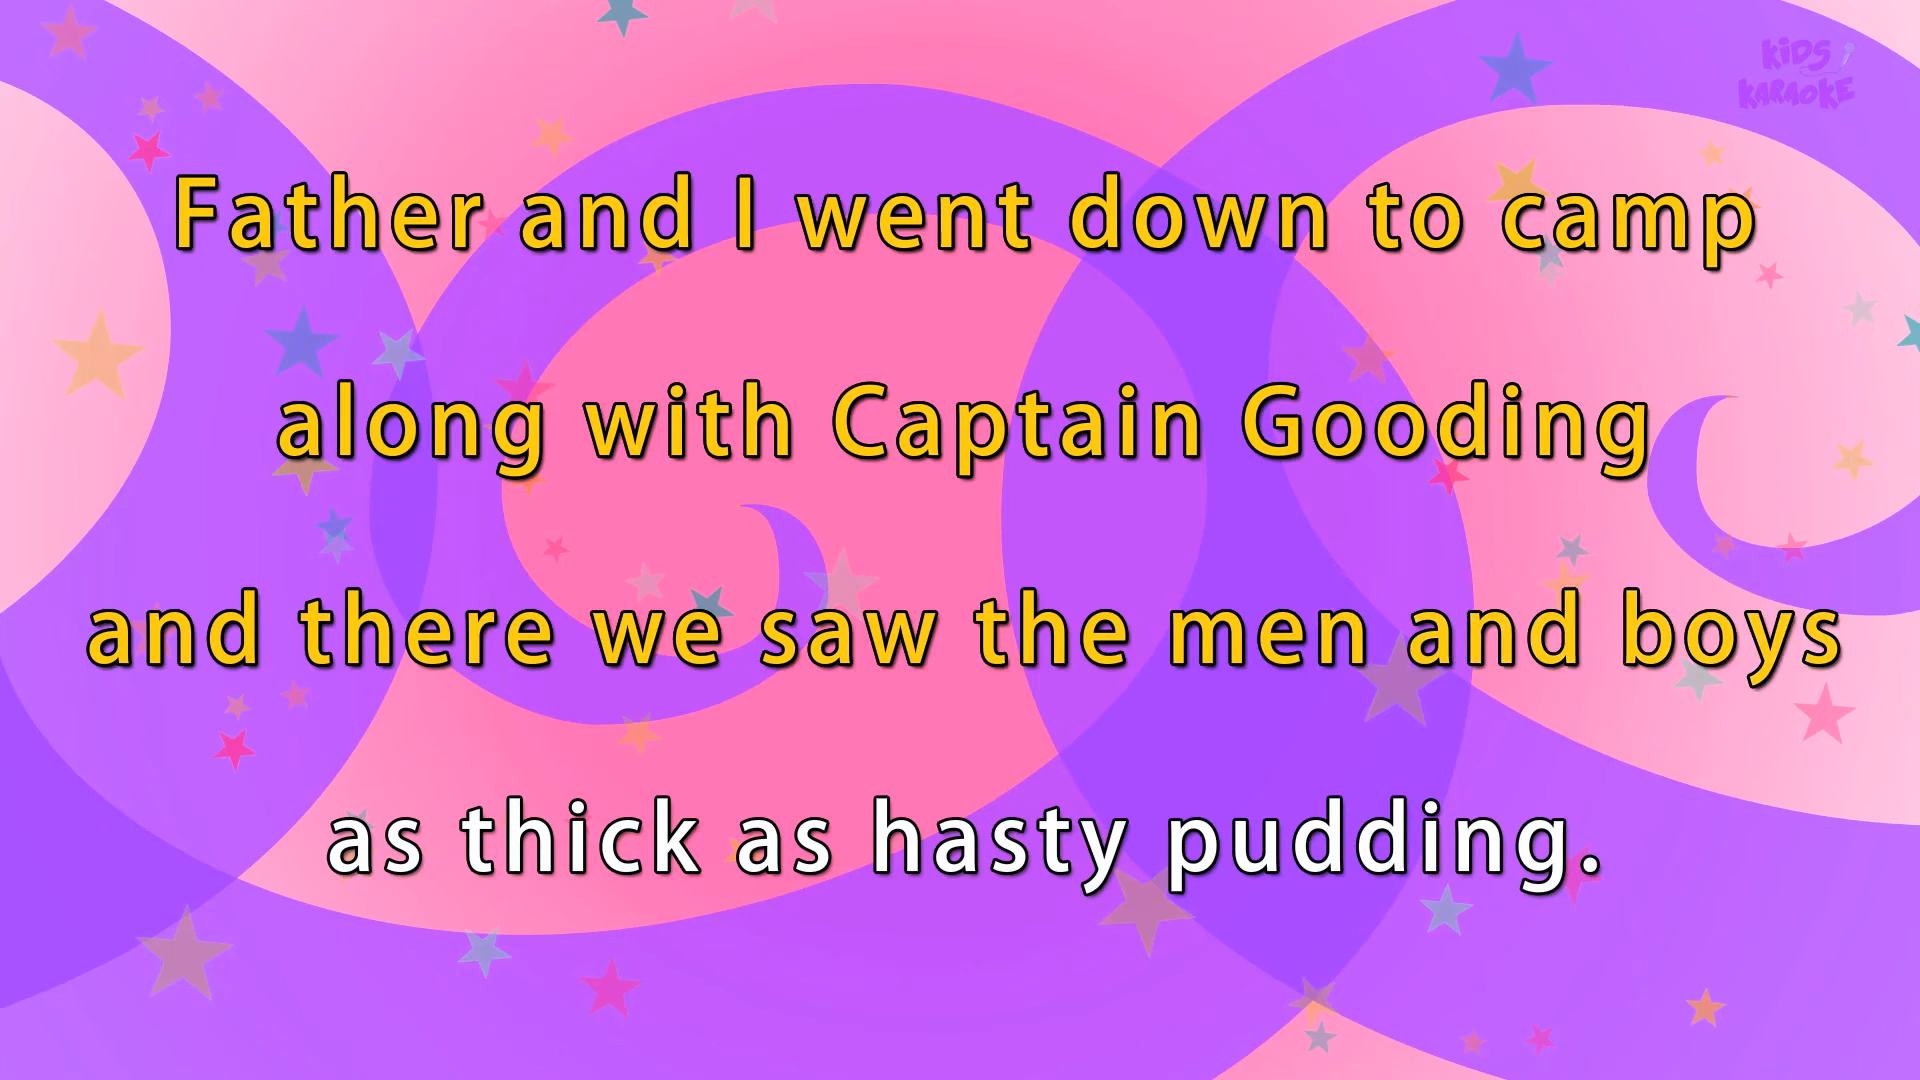 KiDS
KARAOKE
Father and I went down to camp
along with Captain Gooding
and there we saw the men and boys
as thick as hasty pudding.